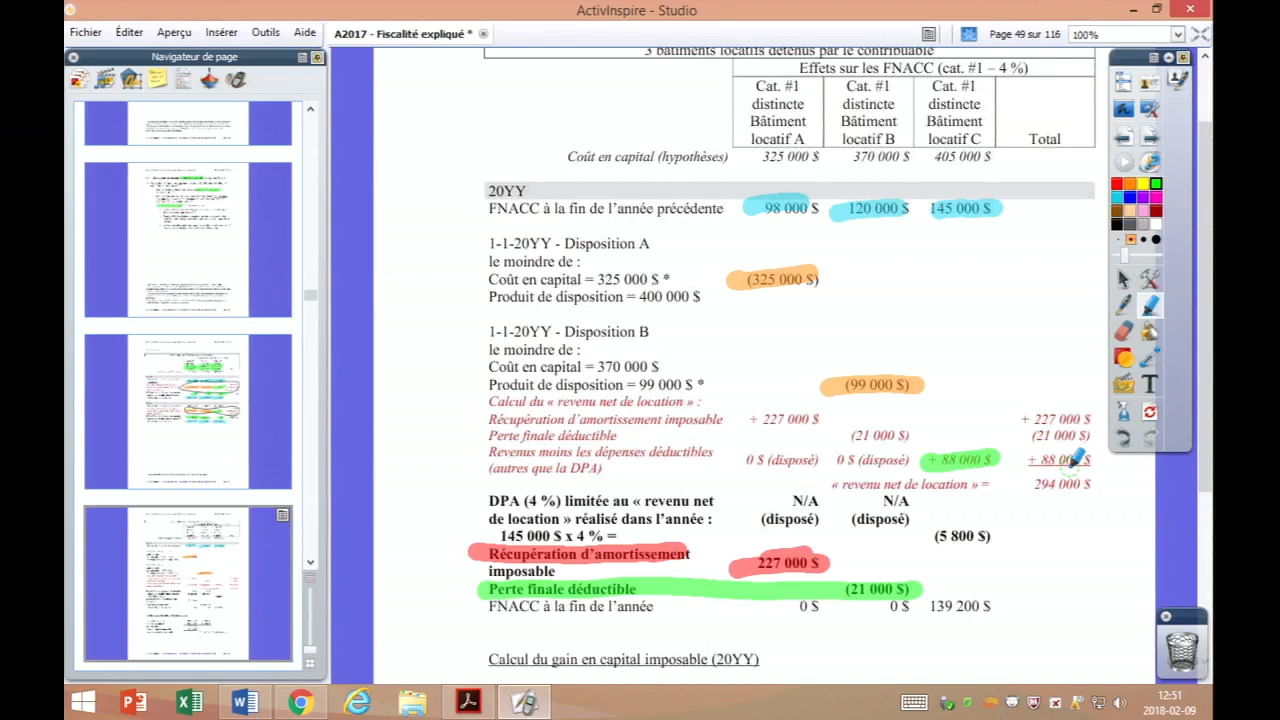 ActivInspire - Studio
Fichier Éditer Aperçu Insérer Outils Aide
A2017 - Fiscalité expliqué *
Page 49 sur 116
100%
Navigateur de page
3 bâtiments locatif détenus par le contribuable
Effets sur les FNACC (cat. #1 – 4 %)
Cat. #1 distincte Bâtiment locatif A
Cat. #1 distincte Bâtiment locatif B
Cat. #1 distincte Bâtiment locatif C
Total
Coût en capital (hypothèses) 325 000 $ 370 000 $ 405 000 $
20YY
FNACC à la fin de l'année précédente 98 000 $ 120 000 $ 145 000 $
1-1-20YY - Disposition A
le moindre de :
Coût en capital = 325 000 $ * (325 000 $)
Produit de disposition = 400 000 $
1-1-20YY - Disposition B
le moindre de :
Coût en capital = 370 000 $
Produit de disposition = 99 000 $ * (99 000 $)
Calcul du « revenu net de location » :
Récupération d'amortissement imposable + 227 000 $ + 227 000 $
Perte finale déductible (21 000 $) (21 000 $)
Revenus moins les dépenses déductibles
(autres que la DPA) 0 $ (disposé) 0 $ (disposé) + 88 000 $ + 88 000 $
« revenu net de location » = 294 000 $
DPA (4 %) limitée au « revenu net N/A N/A
de location » réalisé dans l'année : (disposé) (disposé)
145 000 $ x 4 % = (5 800 $)
Récupération d'amortissement
imposable 227 000 $
Perte finale déductible (21 000 $)
FNACC à la fin de l'année 0 $ 0 $ 139 200 $
Calcul du gain en capital imposable (20YY)
12:51
2018-02-09